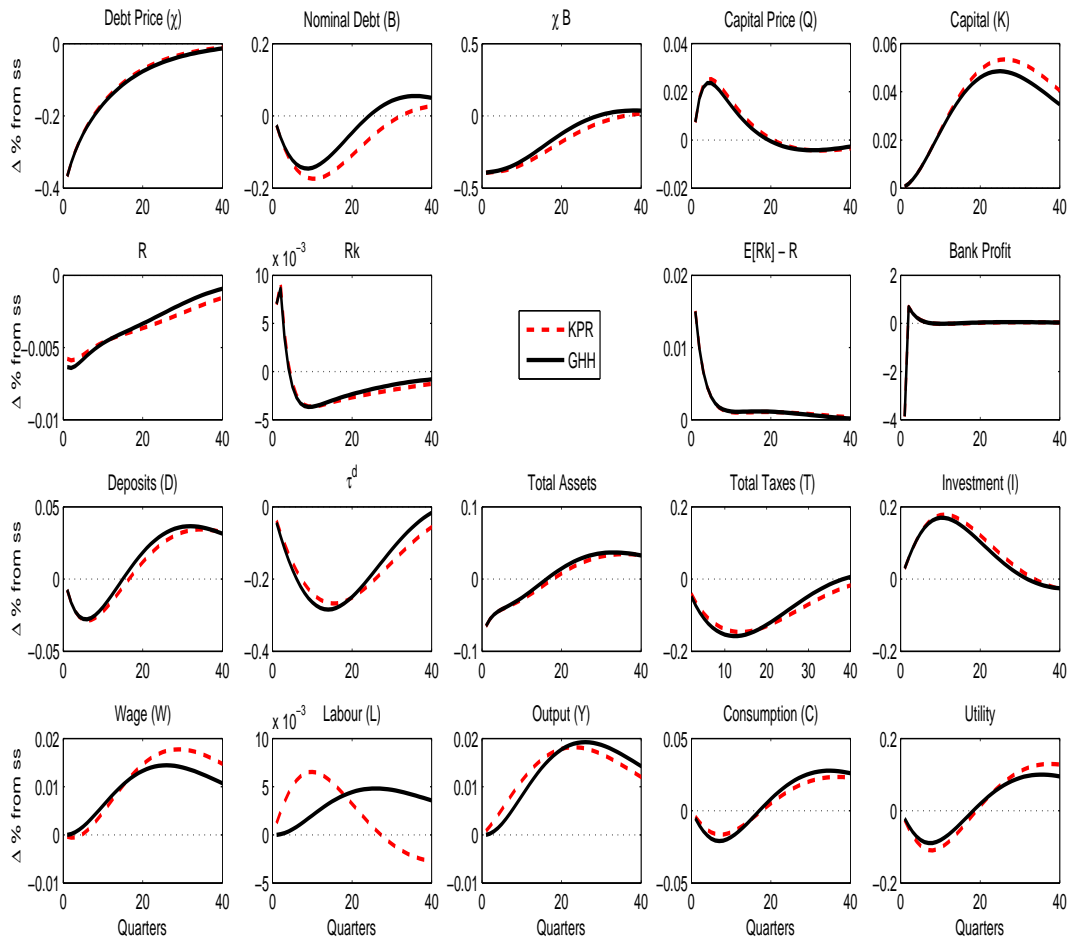 Debt Price (χ) Nominal Debt (B) χ B Capital Price (Q) Capital (K)
Δ % from ss
0 0.2 0.5 0.04 0.06
−0.2 0 0 0.02 0.04
−0.4 −0.2 −0.5 0 0.02
−0.02 0
0 20 40 0 20 40 0 20 40 0 20 40 0 20 40
R Rk E[Rk] − R Bank Profit
x 10⁻³
Δ % from ss
0 10 0.02 2
−0.005 5 0.01 0
−0.01 0 0 −2
−5 −4
KPR
GHH
0 20 40 0 20 40 0 20 40 0 20 40
Deposits (D) τᵈ Total Assets Total Taxes (T) Investment (I)
Δ % from ss
0.05 0 0.1 0.2 0.2
0 −0.2 0 0 0
−0.05 −0.4 −0.1 −0.2 −0.2
0 20 40 0 20 40 0 20 40 10 20 30 40 0 20 40
Wage (W) Labour (L) Output (Y) Consumption (C) Utility
x 10⁻³
Δ % from ss
0.02 10 0.02 0.05 0.2
0.01 5 0.01 0 0
0 0 0 −0.05 −0.2
−0.01 −5 −0.01
0 20 40 0 20 40 0 20 40 0 20 40 0 20 40
Quarters Quarters Quarters Quarters Quarters